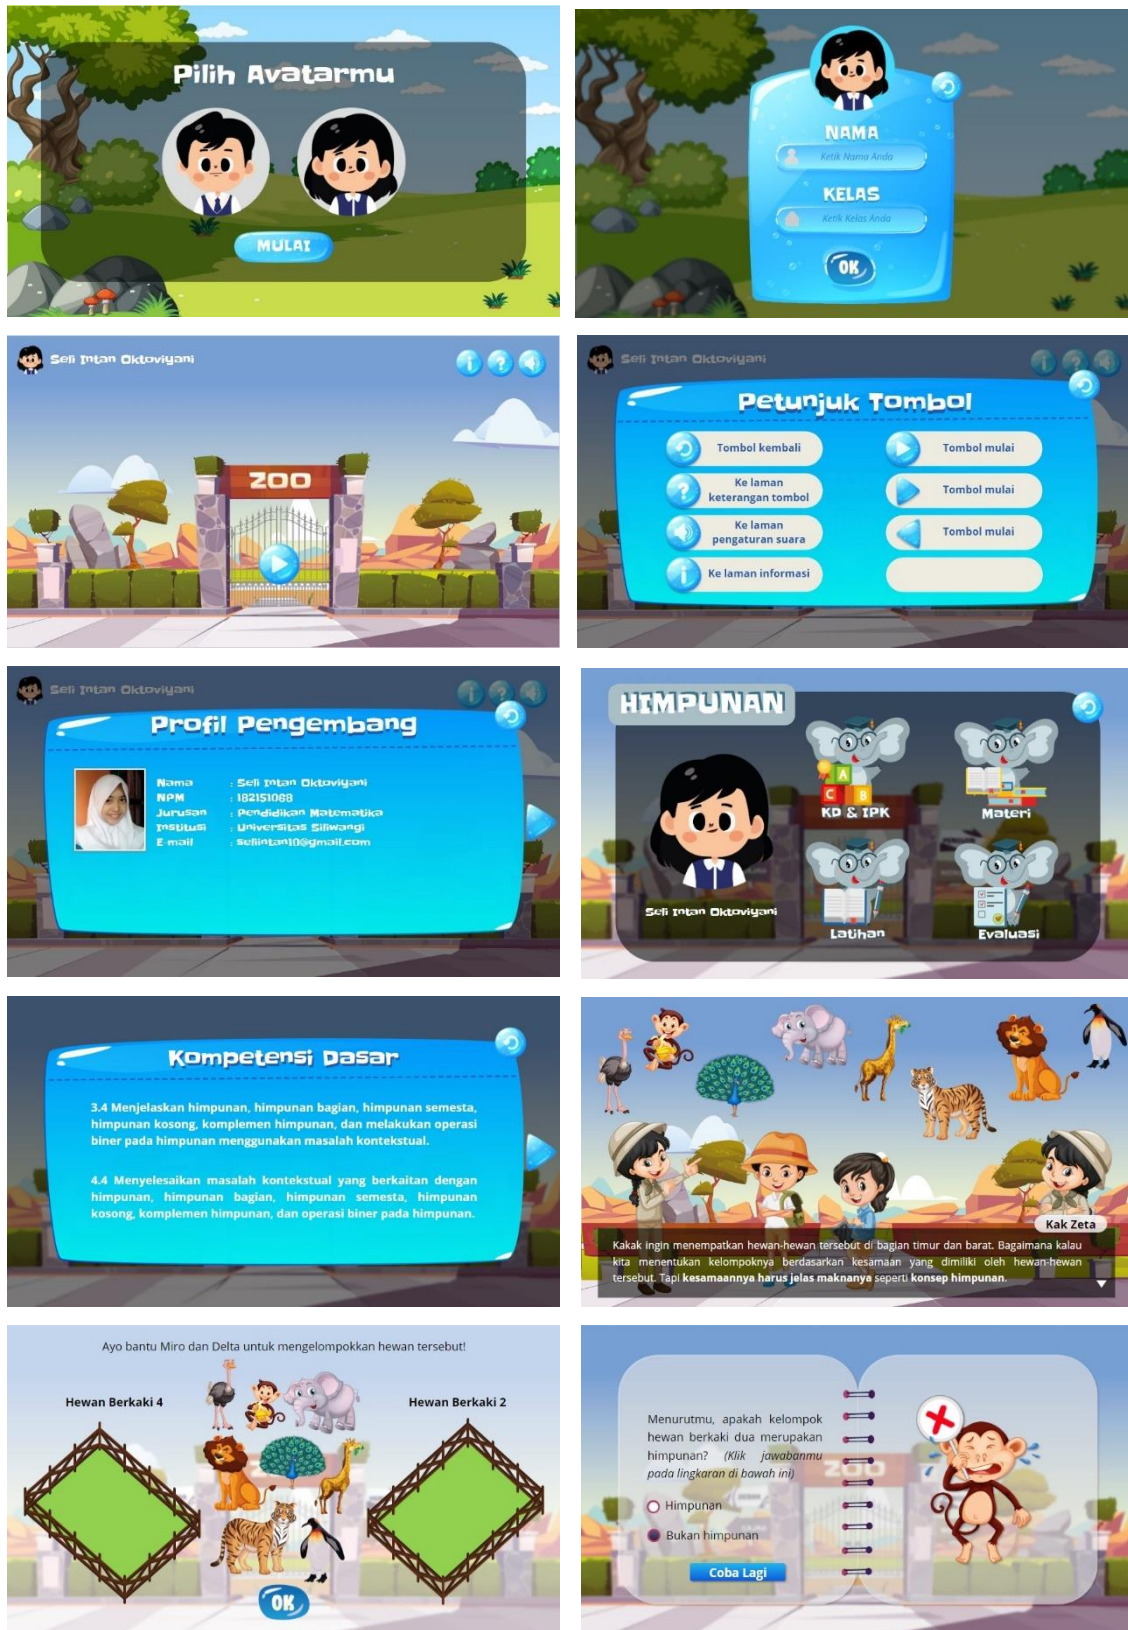 Pilih Avatarmu
MULAI
NAMA
Ketik Nama Anda
KELAS
Ketik Kelas Anda
OK
Seli Intan Oktoviyani
i ?
ZOO
Seli Intan Oktoviyani
i ?
Petunjuk Tombol
Tombol kembali
Tombol mulai
?
Ke laman
keterangan tombol
Tombol mulai
Ke laman
pengaturan suara
Tombol mulai
i
Ke laman informasi
Seli Intan Oktoviyani
i ?
Profil Pengembang
Nama : Seli Intan Oktoviyani
NPM : 182151068
Jurusan : Pendidikan Matematika
Institusi : Universitas Siliwangi
E-mail : seliintan10@gmail.com
HIMPUNAN
A
C B
KD & IPK
Materi
Seli Intan Oktoviyani
Latihan
Evaluasi
Kompetensi Dasar
3.4 Menjelaskan himpunan, himpunan bagian, himpunan semesta,
himpunan kosong, komplemen himpunan, dan melakukan operasi
biner pada himpunan menggunakan masalah kontekstual.
4.4 Menyelesaikan masalah kontekstual yang berkaitan dengan
himpunan, himpunan bagian, himpunan semesta, himpunan
kosong, komplemen himpunan, dan operasi biner pada himpunan.
Kak Zeta
Kakak ingin menempatkan hewan-hewan tersebut di bagian timur dan barat. Bagaimana kalau
kita menentukan kelompoknya berdasarkan kesamaan yang dimiliki oleh hewan-hewan
tersebut. Tapi kesamaannya harus jelas maknanya seperti konsep himpunan.
Ayo bantu Miro dan Delta untuk mengelompokkan hewan tersebut!
Hewan Berkaki 4
Hewan Berkaki 2
OK
Menurutmu, apakah kelompok
hewan berkaki dua merupakan
himpunan? (Klik jawabanmu
pada lingkaran di bawah ini)
ZOO
Himpunan
Bukan himpunan
Coba Lagi